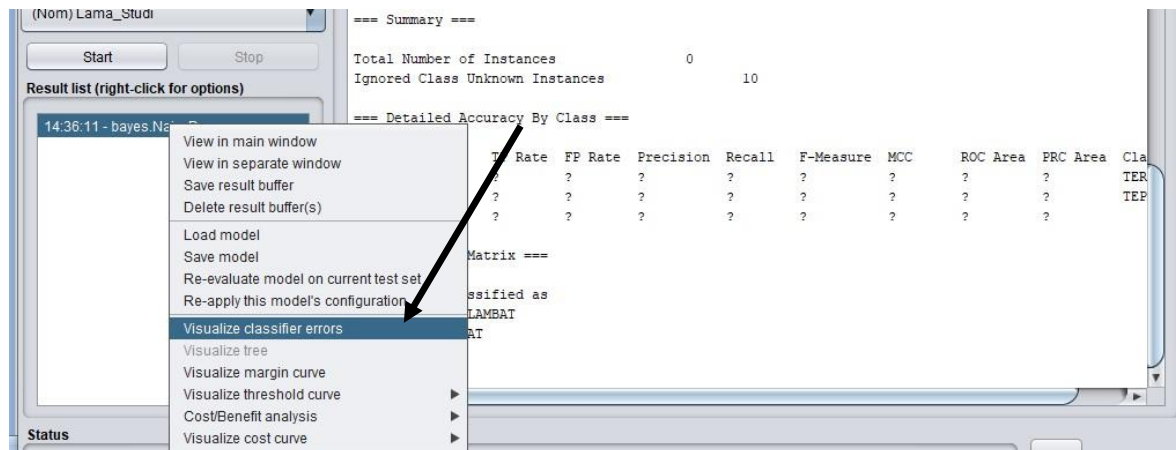 (Nom) Lama_Studi
Start
Stop
Result list (right-click for options)
14:36:11 - bayes.Nai
View in main window
View in separate window
Save result buffer
Delete result buffer(s)
Load model
Save model
Re-evaluate model on current test set
Re-apply this model's configuration
Visualize classifier errors
Visualize tree
Visualize margin curve
Visualize threshold curve
Cost/Benefit analysis
Visualize cost curve
Status
=== Summary ===
Total Number of Instances 0
Ignored Class Unknown Instances 10
=== Detailed Accuracy By Class ===
Rate FP Rate Precision Recall F-Measure MCC ROC Area PRC Area Cla
? ? ? ? ? ? ? ? TER
? ? ? ? ? ? ? ? TEP
? ? ? ? ? ? ? ?
Matrix ===
ssified as
LAMBAT
AT